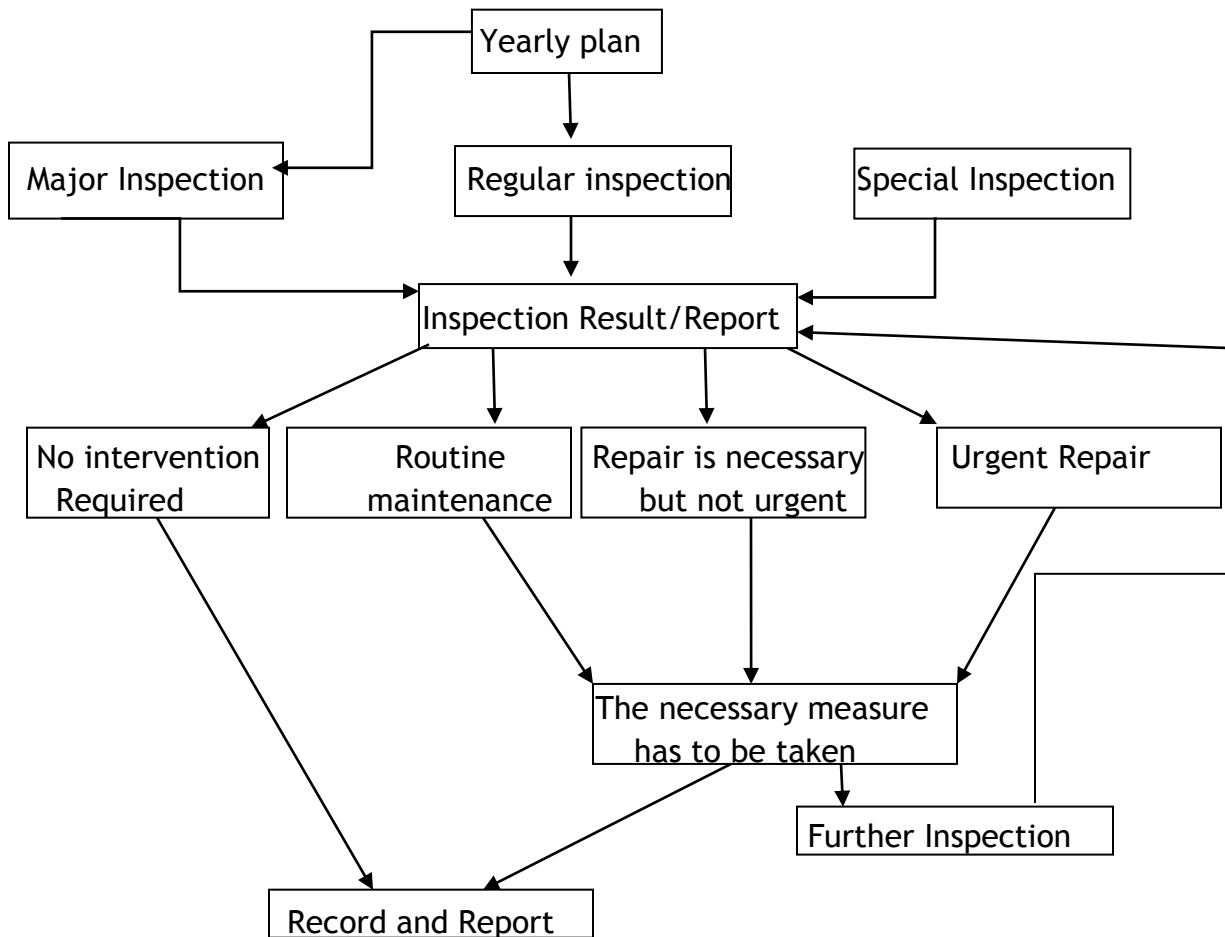 Yearly plan
Major Inspection
Regular inspection
Special Inspection
Inspection Result/Report
No intervention
Required
Routine
maintenance
Repair is necessary
but not urgent
Urgent Repair
The necessary measure
has to be taken
Further Inspection
Record and Report